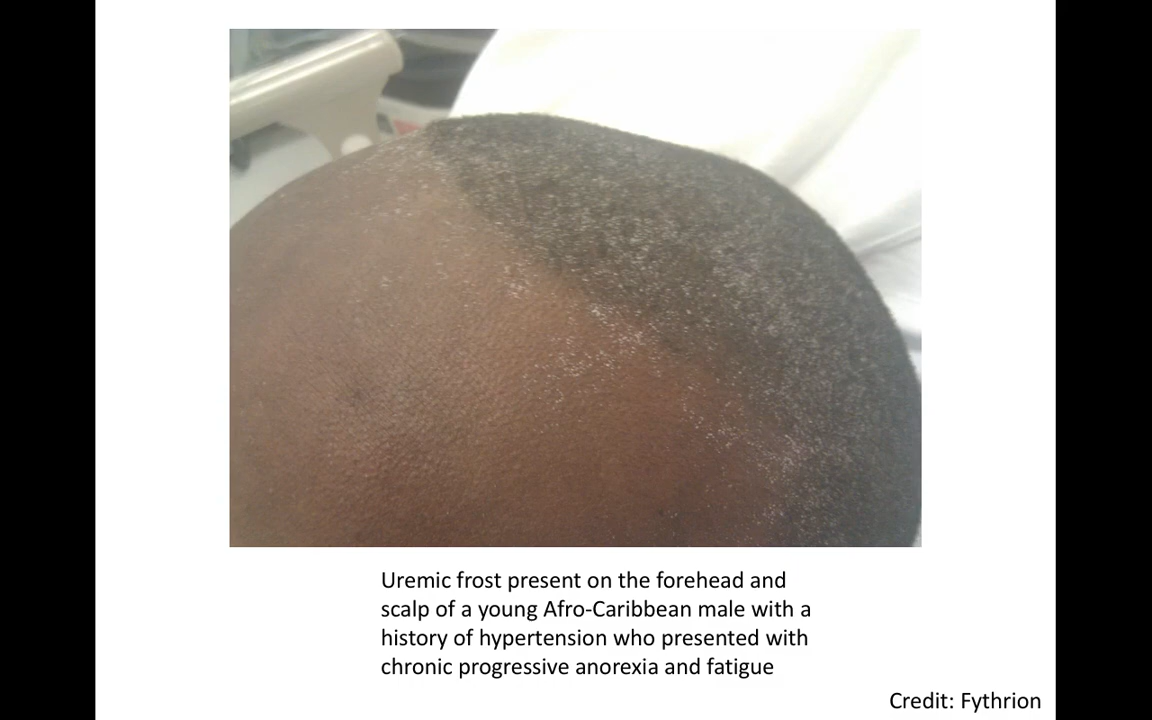 Uremic frost present on the forehead and
scalp of a young Afro-Caribbean male with a
history of hypertension who presented with
chronic progressive anorexia and fatigue
Credit: Fythrion